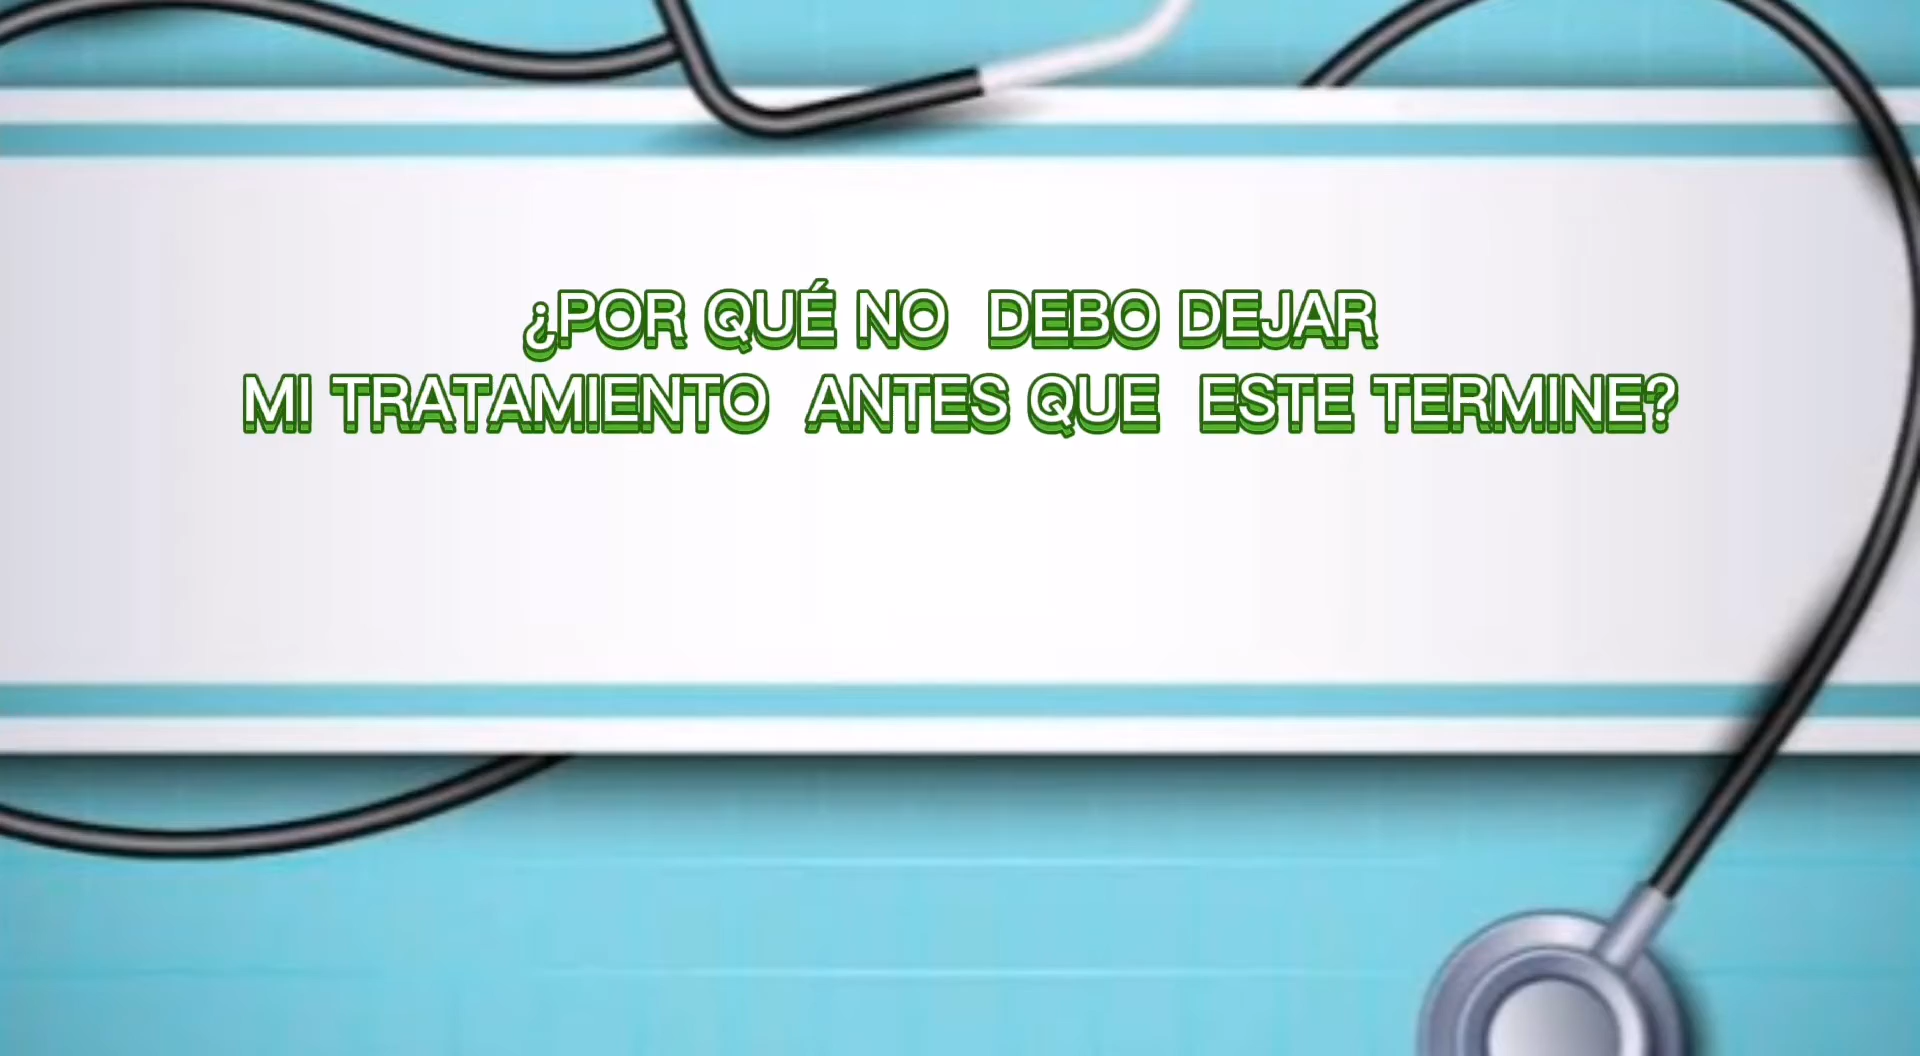 ¿POR QUÉ NO DEBO DEJAR
MI TRATAMIENTO ANTES QUE ESTE TERMINE?